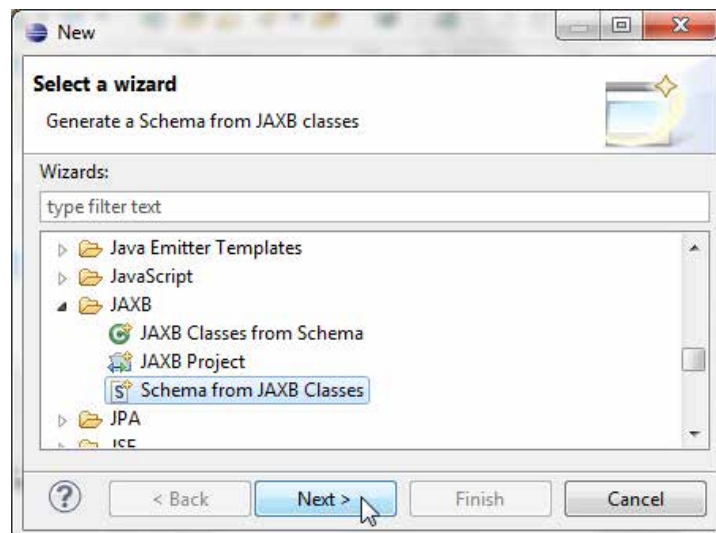 New
Select a wizard
Generate a Schema from JAXB classes
Wizards:
type filter text
Java Emitter Templates
JavaScript
JAXB
JAXB Classes from Schema
JAXB Project
Schema from JAXB Classes
JPA
JSF
? < Back Next > Finish Cancel